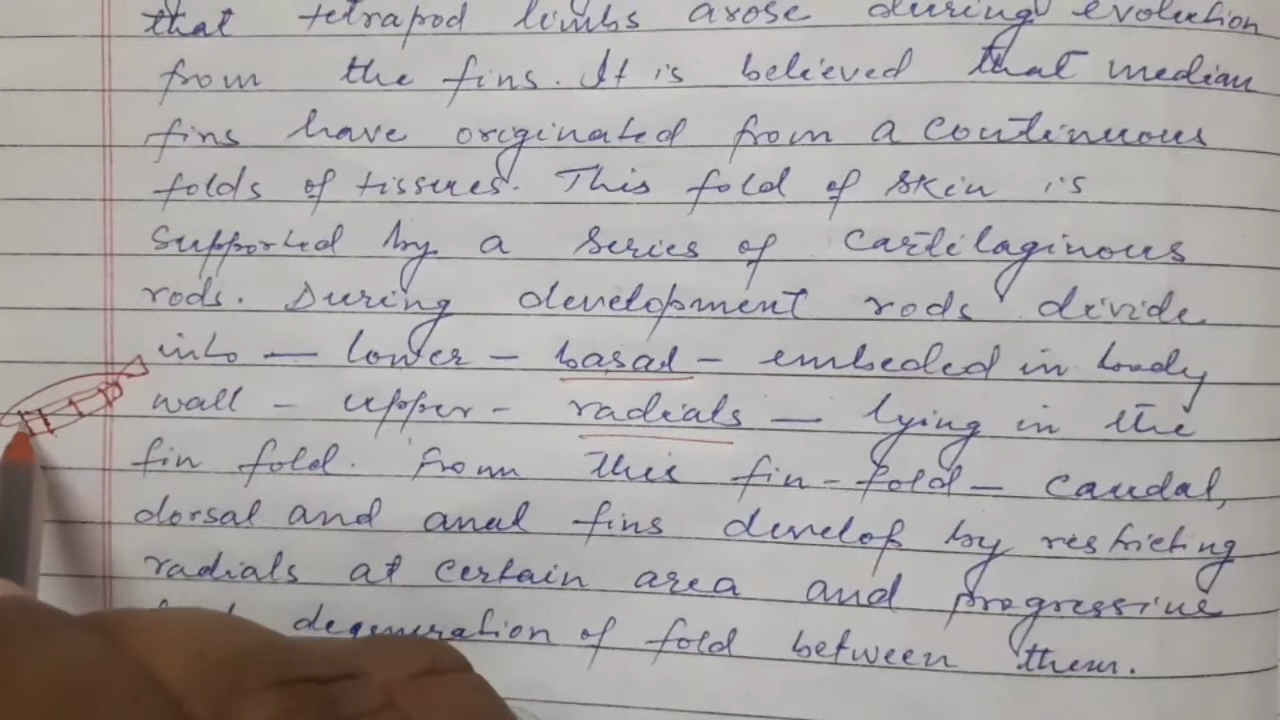 that tetrapod limbs arose during evolution
from the fins. It is believed that median
fins have originated from a continuous
folds of tissues. This fold of skin is
supported by a series of cartilaginous
rods. During development rods divide
into — lower - basal - embeded in body
wall - upper - radials — lying in the
fin fold. From this fin-fold — caudal,
dorsal and anal fins develop by restricting
radials at certain area and progressive
degeneration of fold between them.